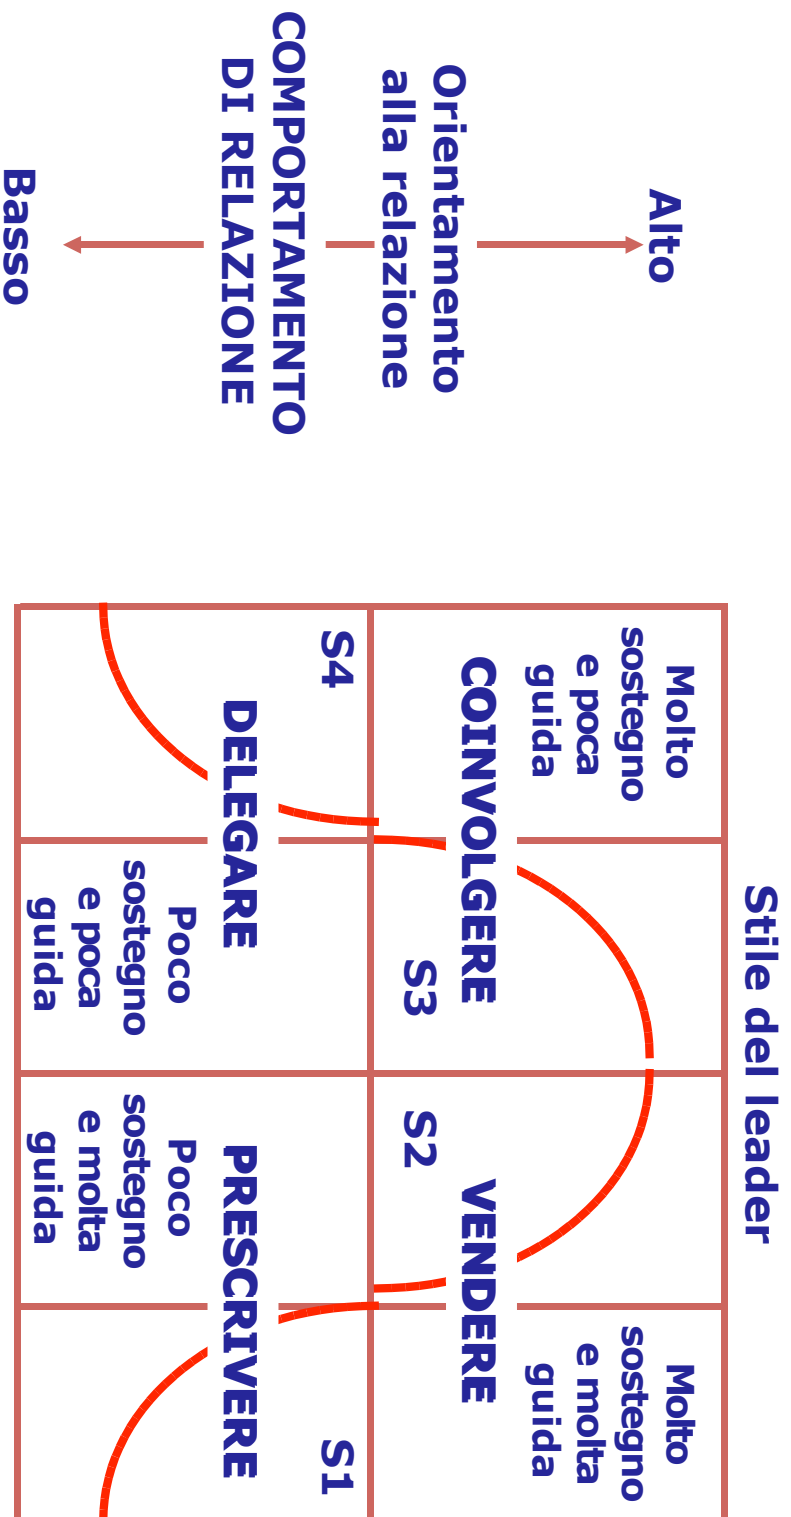 Stile del leader
Alto
Orientamento
alla relazione
COMPORTAMENTO
DI RELAZIONE
Basso
Molto
sostegno
e poca
guida
COINVOLGERE
S3
Molto
sostegno
e molta
guida
VENDERE
S2
S4
DELEGARE
Poco
sostegno
e poca
guida
S1
PRESCRIVERE
Poco
sostegno
e molta
guida